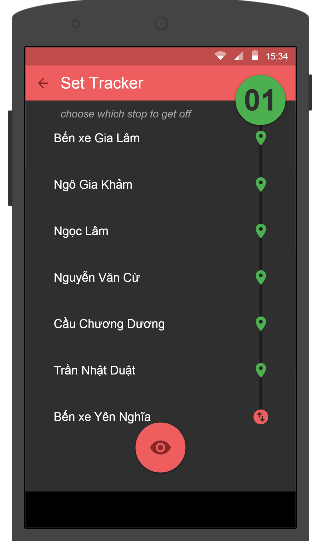 15:34
Set Tracker
01
choose which stop to get off
Bến xe Gia Lâm
Ngô Gia Khảm
Ngọc Lâm
Nguyễn Văn Cừ
Cầu Chương Dương
Trần Nhật Duật
Bến xe Yên Nghĩa